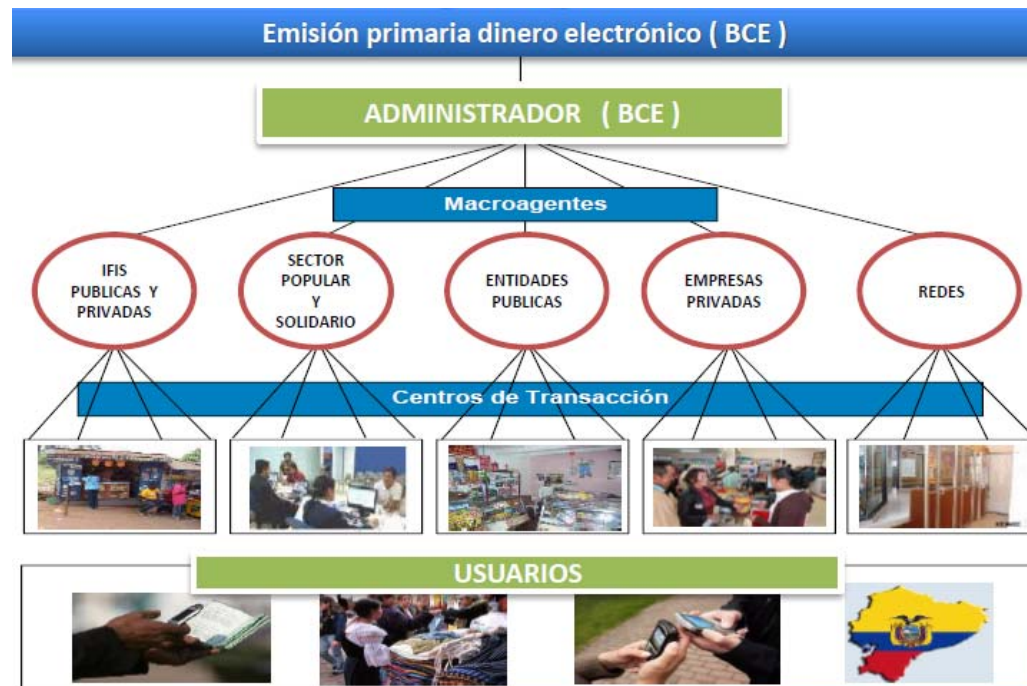 Emisión primaria dinero electrónico ( BCE )
ADMINISTRADOR ( BCE )
Macroagentes
IFIS
PUBLICAS Y
PRIVADAS
SECTOR
POPULAR
Y
SOLIDARIO
ENTIDADES
PUBLICAS
EMPRESAS
PRIVADAS
REDES
Centros de Transacción
USUARIOS